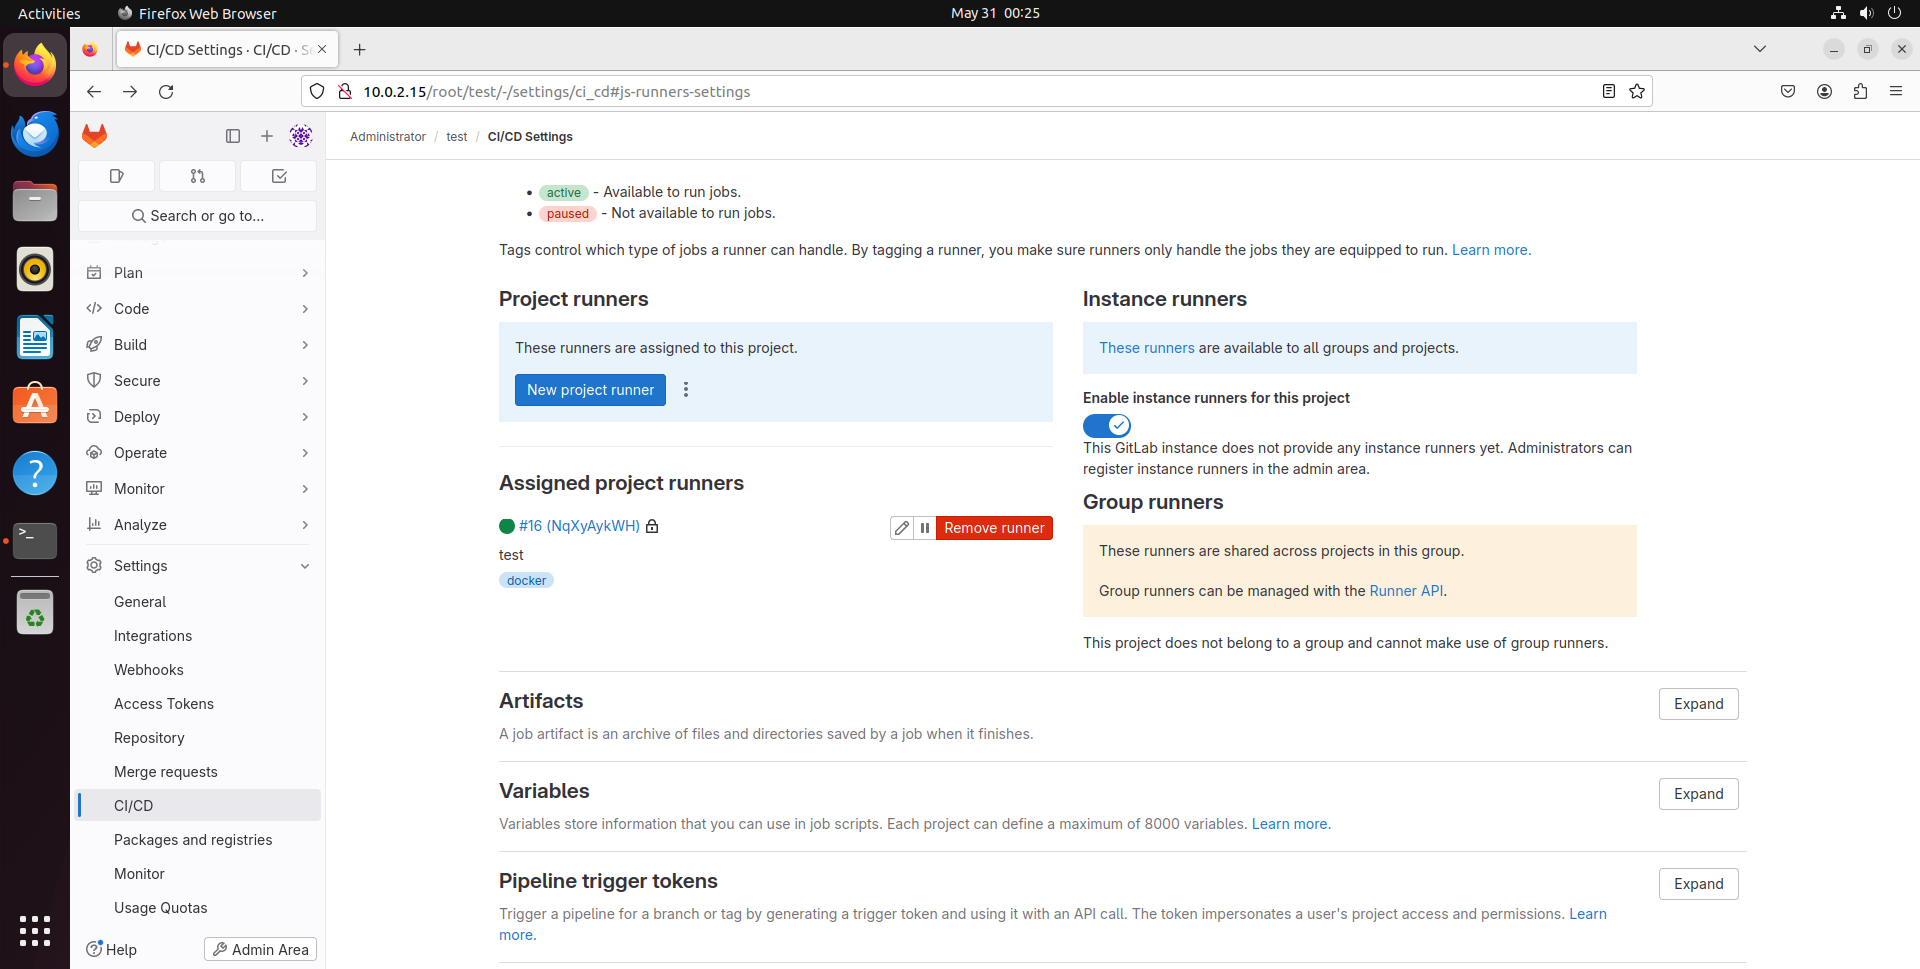 Activities
Firefox Web Browser
May 31 00:25
CI/CD Settings · CI/CD · Se
10.0.2.15/root/test/-/settings/ci_cd#js-runners-settings
Administrator / test / CI/CD Settings
Search or go to...
Plan
Code
Build
Secure
Deploy
Operate
Monitor
Analyze
Settings
General
Integrations
Webhooks
Access Tokens
Repository
Merge requests
CI/CD
Packages and registries
Monitor
Usage Quotas
Help
Admin Area
active - Available to run jobs.
paused - Not available to run jobs.
Tags control which type of jobs a runner can handle. By tagging a runner, you make sure runners only handle the jobs they are equipped to run. Learn more.
Project runners
These runners are assigned to this project.
New project runner
Assigned project runners
#16 (NqXyAykWH)
Remove runner
test
docker
Instance runners
These runners are available to all groups and projects.
Enable instance runners for this project
This GitLab instance does not provide any instance runners yet. Administrators can
register instance runners in the admin area.
Group runners
These runners are shared across projects in this group.
Group runners can be managed with the Runner API.
This project does not belong to a group and cannot make use of group runners.
Artifacts
Expand
A job artifact is an archive of files and directories saved by a job when it finishes.
Variables
Expand
Variables store information that you can use in job scripts. Each project can define a maximum of 8000 variables. Learn more.
Pipeline trigger tokens
Expand
Trigger a pipeline for a branch or tag by generating a trigger token and using it with an API call. The token impersonates a user's project access and permissions. Learn
more.